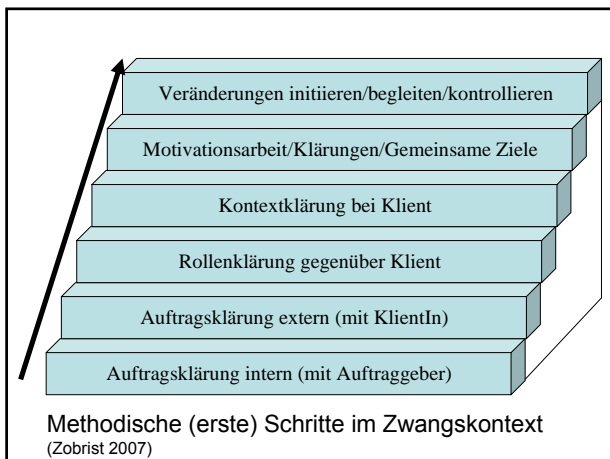 Veränderungen initiieren/begleiten/kontrollieren
Motivationsarbeit/Klärungen/Gemeinsame Ziele
Kontextklärung bei Klient
Rollenklärung gegenüber Klient
Auftragsklärung extern (mit KlientIn)
Auftragsklärung intern (mit Auftraggeber)
Methodische (erste) Schritte im Zwangskontext
(Zobrist 2007)